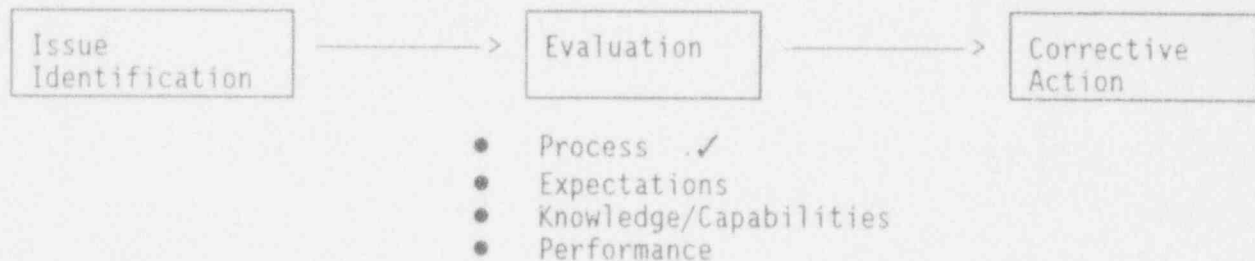 Issue
Identification
Evaluation
Corrective
Action
● Process ✓
● Expectations
● Knowledge/Capabilities
● Performance